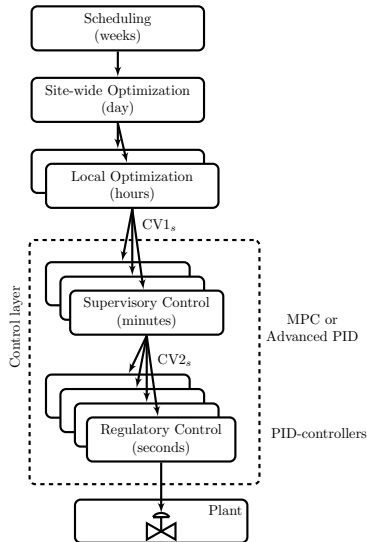 Scheduling
(weeks)
Site-wide Optimization
(day)
Local Optimization
(hours)
CV1s
Control layer
Supervisory Control
(minutes)
MPC or
Advanced PID
CV2s
Regulatory Control
(seconds)
PID-controllers
Plant